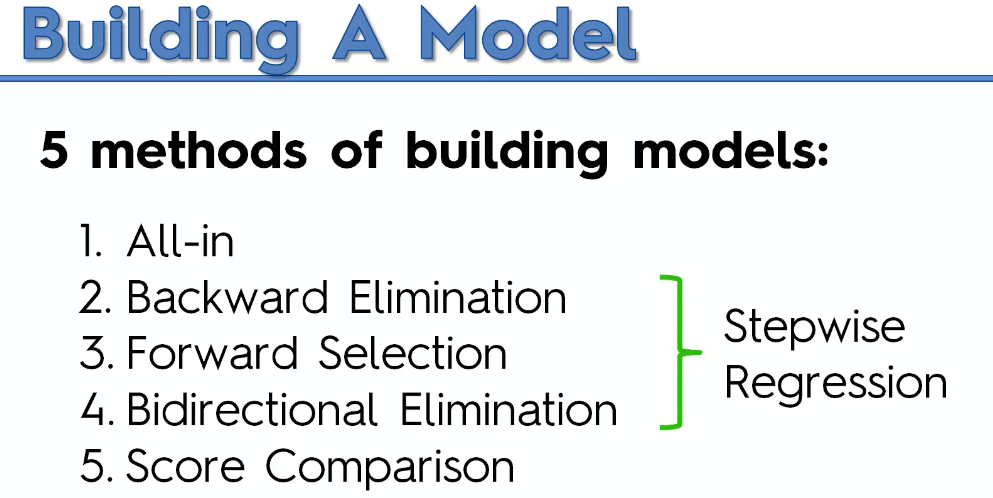 Building A Model
5 methods of building models:
1. All-in
2. Backward Elimination
3. Forward Selection
4. Bidirectional Elimination
5. Score Comparison
Stepwise
Regression